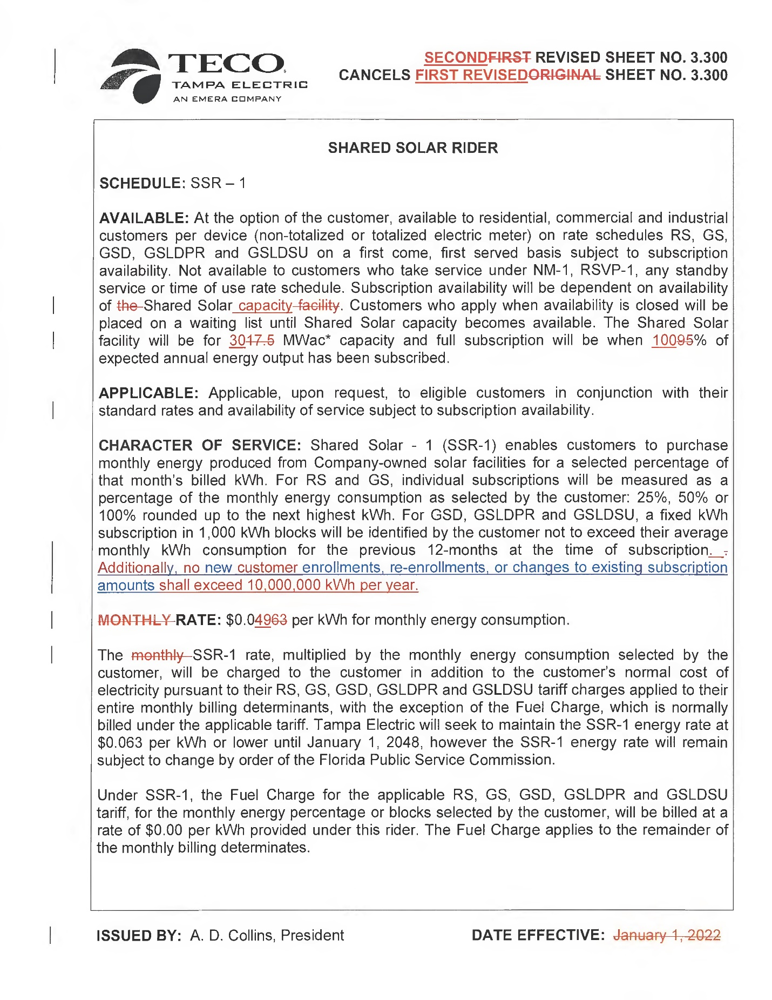 TECO
TAMPA ELECTRIC
AN EMERA COMPANY
SECONDFIRST REVISED SHEET NO. 3.300
CANCELS FIRST REVISEDORIGINAL SHEET NO. 3.300
SHARED SOLAR RIDER
SCHEDULE: SSR – 1
AVAILABLE: At the option of the customer, available to residential, commercial and industrial
customers per device (non-totalized or totalized electric meter) on rate schedules RS, GS,
GSD, GSLDPR and GSLDSU on a first come, first served basis subject to subscription
availability. Not available to customers who take service under NM-1, RSVP-1, any standby
service or time of use rate schedule. Subscription availability will be dependent on availability
of the Shared Solar capacity facility. Customers who apply when availability is closed will be
placed on a waiting list until Shared Solar capacity becomes available. The Shared Solar
facility will be for 3017.5 MWac* capacity and full subscription will be when 10095% of
expected annual energy output has been subscribed.
APPLICABLE: Applicable, upon request, to eligible customers in conjunction with their
standard rates and availability of service subject to subscription availability.
CHARACTER OF SERVICE: Shared Solar - 1 (SSR-1) enables customers to purchase
monthly energy produced from Company-owned solar facilities for a selected percentage of
that month's billed kWh. For RS and GS, individual subscriptions will be measured as a
percentage of the monthly energy consumption as selected by the customer: 25%, 50% or
100% rounded up to the next highest kWh. For GSD, GSLDPR and GSLDSU, a fixed kWh
subscription in 1,000 kWh blocks will be identified by the customer not to exceed their average
monthly kWh consumption for the previous 12-months at the time of subscription. .
Additionally, no new customer enrollments, re-enrollments, or changes to existing subscription
amounts shall exceed 10,000,000 kWh per year.
MONTHLY RATE: $0.04963 per kWh for monthly energy consumption.
The monthly SSR-1 rate, multiplied by the monthly energy consumption selected by the
customer, will be charged to the customer in addition to the customer's normal cost of
electricity pursuant to their RS, GS, GSD, GSLDPR and GSLDSU tariff charges applied to their
entire monthly billing determinants, with the exception of the Fuel Charge, which is normally
billed under the applicable tariff. Tampa Electric will seek to maintain the SSR-1 energy rate at
$0.063 per kWh or lower until January 1, 2048, however the SSR-1 energy rate will remain
subject to change by order of the Florida Public Service Commission.
Under SSR-1, the Fuel Charge for the applicable RS, GS, GSD, GSLDPR and GSLDSU
tariff, for the monthly energy percentage or blocks selected by the customer, will be billed at a
rate of $0.00 per kWh provided under this rider. The Fuel Charge applies to the remainder of
the monthly billing determinates.
ISSUED BY: A. D. Collins, President
DATE EFFECTIVE: January 1, 2022